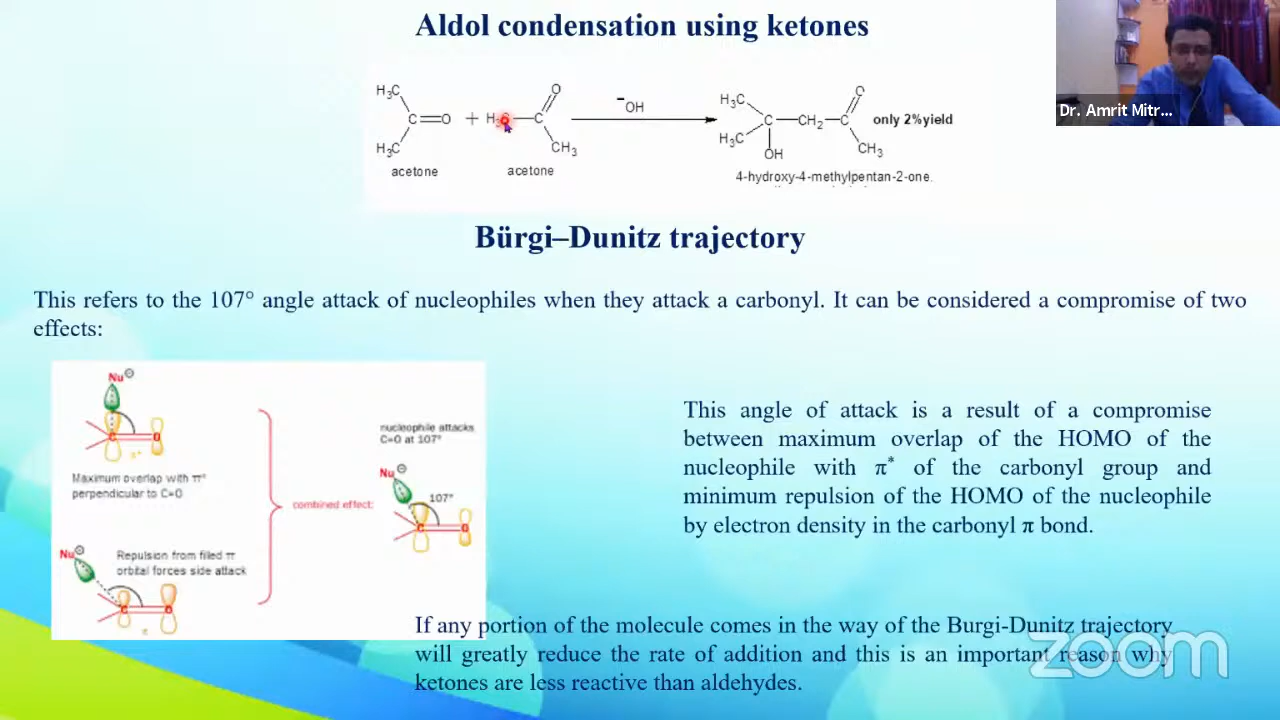 Aldol condensation using ketones
Dr. Amrit Mitr...
H₃C
H₃C
C
O
+
C
O
CH₃
⁻OH
H₃C
H₃C
C
OH
CH₂
C
O
CH₃
only 2%yield
acetone
acetone
4-hydroxy-4-methylpentan-2-one.
Bürgi–Dunitz trajectory
This refers to the 107° angle attack of nucleophiles when they attack a carbonyl. It can be considered a compromise of two
effects:
Nu⊖
C
O
π*
Maximum overlap with π*
perpendicular to C=O
Nu⊖
Repulsion from filled π
orbital forces side attack
C
O
π
combined effect:
nucleophile attacks
C=O at 107°
Nu⊖
107°
C
O
This angle of attack is a result of a compromise
between maximum overlap of the HOMO of the
nucleophile with π* of the carbonyl group and
minimum repulsion of the HOMO of the nucleophile
by electron density in the carbonyl π bond.
If any portion of the molecule comes in the way of the Burgi-Dunitz trajectory
will greatly reduce the rate of addition and this is an important reason why
ketones are less reactive than aldehydes.
zoom